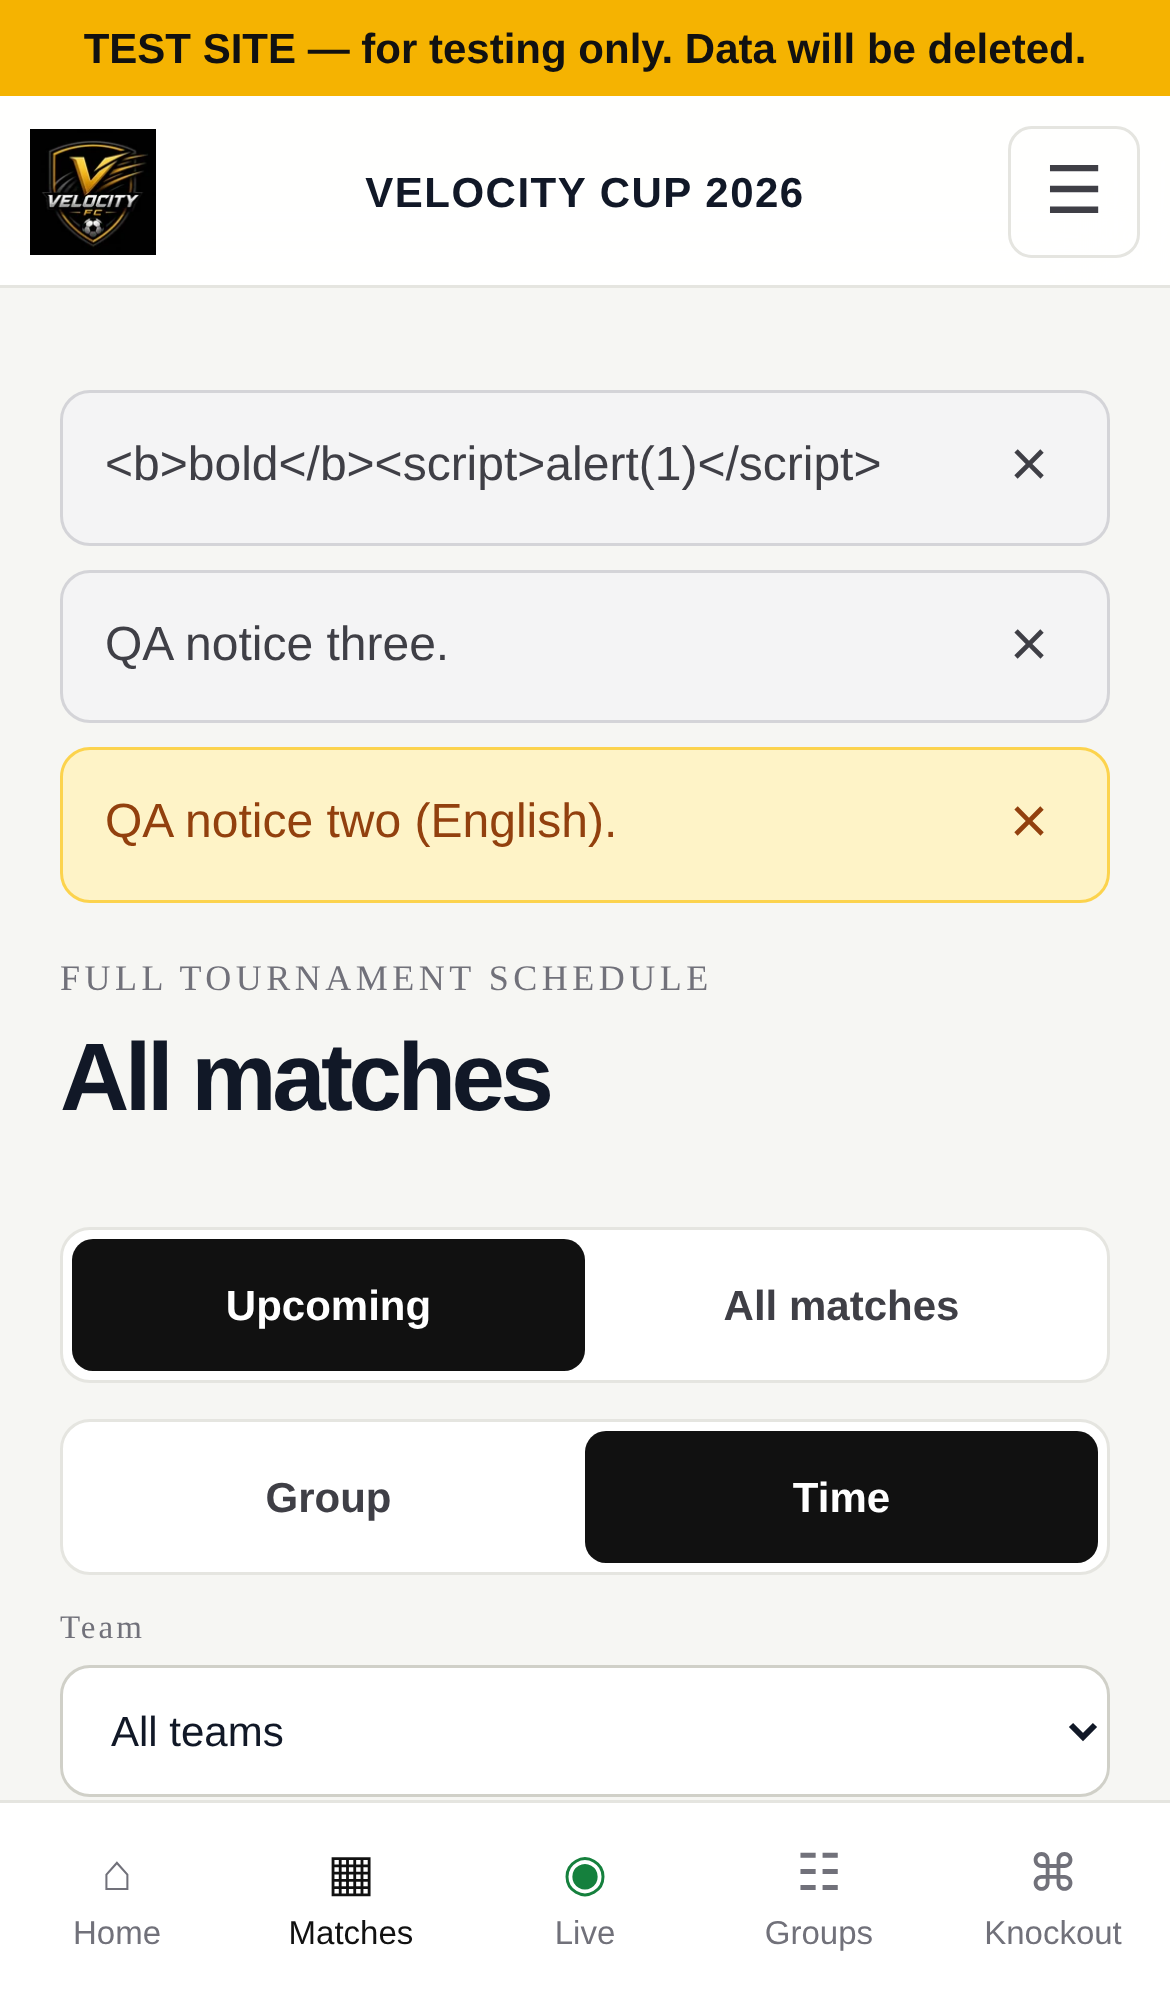 TEST SITE — for testing only. Data will be deleted.
V
VELOCITY
FC
VELOCITY CUP 2026
<b>bold</b><script>alert(1)</script>
QA notice three.
QA notice two (English).
FULL TOURNAMENT SCHEDULE
All matches
Upcoming
All matches
Group
Time
Team
All teams
Home
Matches
Live
Groups
Knockout